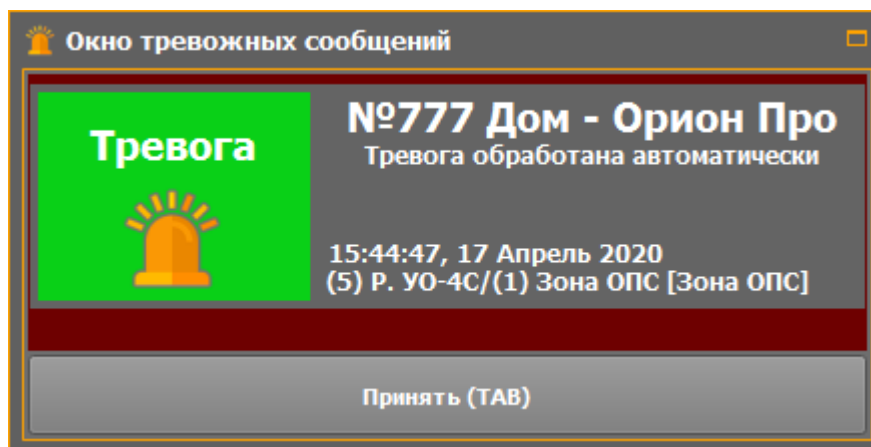 Окно тревожных сообщений
Тревога
№777 Дом - Орион Про
Тревога обработана автоматически
15:44:47, 17 Апрель 2020
(5) Р. УО-4С/(1) Зона ОПС [Зона ОПС]
Принять (TAB)